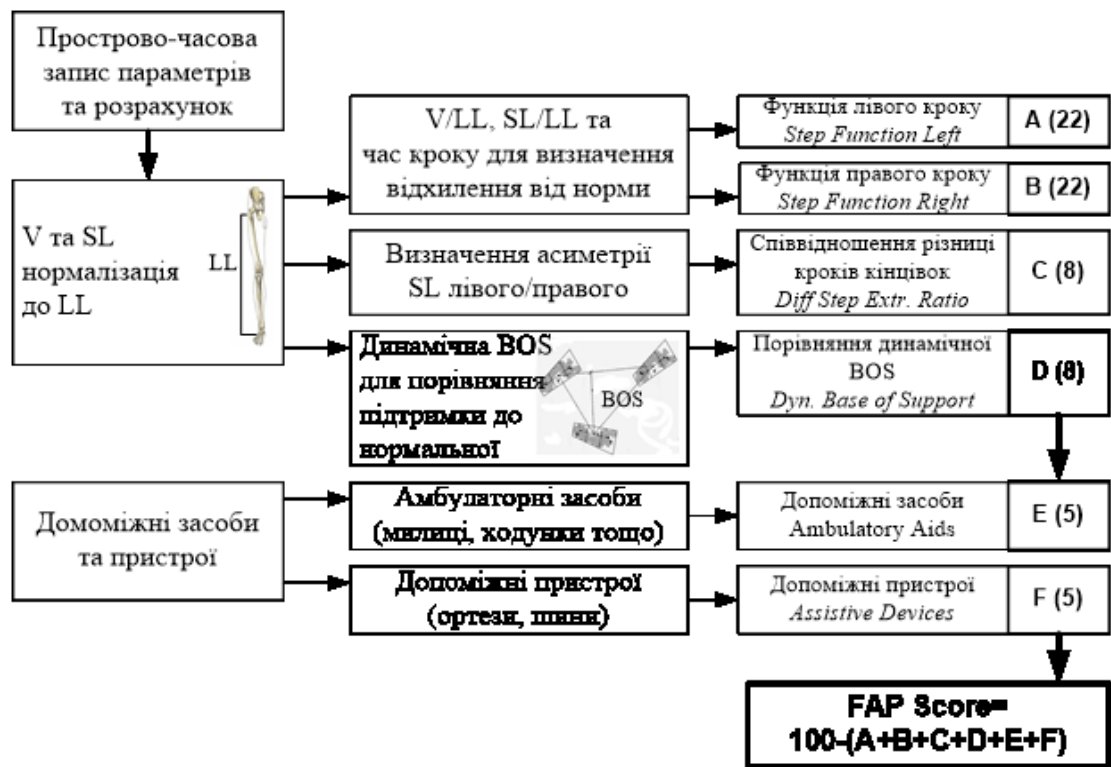 Прострово-часова
запис параметрів
та розрахунок
V та SL
нормалізація
до LL
LL
V/LL, SL/LL та
час кроку для визначення
відхилення від норми
Функція лівого кроку
Step Function Left
A (22)
Функція правого кроку
Step Function Right
B (22)
Визначення асиметрії
SL лівого/правого
Співвідношення різниці
кроків кінцівок
Diff Step Extr. Ratio
C (8)
Динамічна BOS
для порівняння
підтримки до
нормальної
BOS
Порівняння динамічної
BOS
Dyn. Base of Support
D (8)
Домоміжні засоби
та пристрої
Амбулаторні засоби
(милиці, ходунки тощо)
Допоміжні засоби
Ambulatory Aids
E (5)
Допоміжні пристрої
(ортези, шини)
Допоміжні пристрої
Assistive Devices
F (5)
FAP Score=
100-(A+B+C+D+E+F)